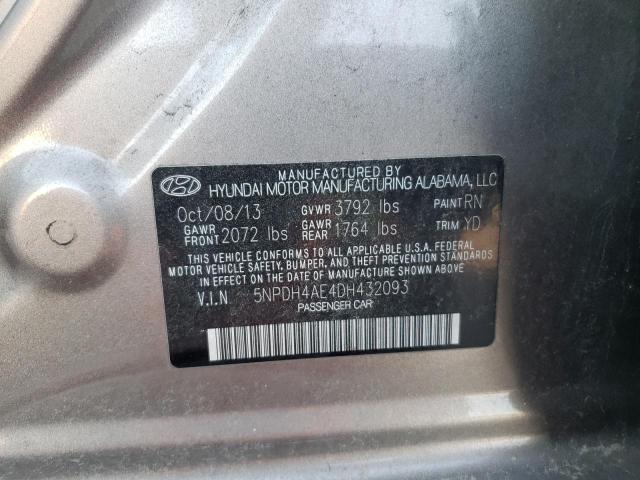 MANUFACTURED BY
HYUNDAI MOTOR MANUFACTURING ALABAMA, LLC
Oct/08/13 GVWR 3792 lbs PAINT RN
GAWR FRONT 2072 lbs GAWR REAR 1764 lbs TRIM YD
THIS VEHICLE CONFORMS TO ALL APPLICABLE U.S.A. FEDERAL
MOTOR VEHICLE SAFETY, BUMPER, AND THEFT PREVENTION
STANDARDS IN EFFECT ON THE DATE OF MANUFACTURE SHOWN ABOVE.
V.I.N 5NPDH4AE4DH432093
PASSENGER CAR